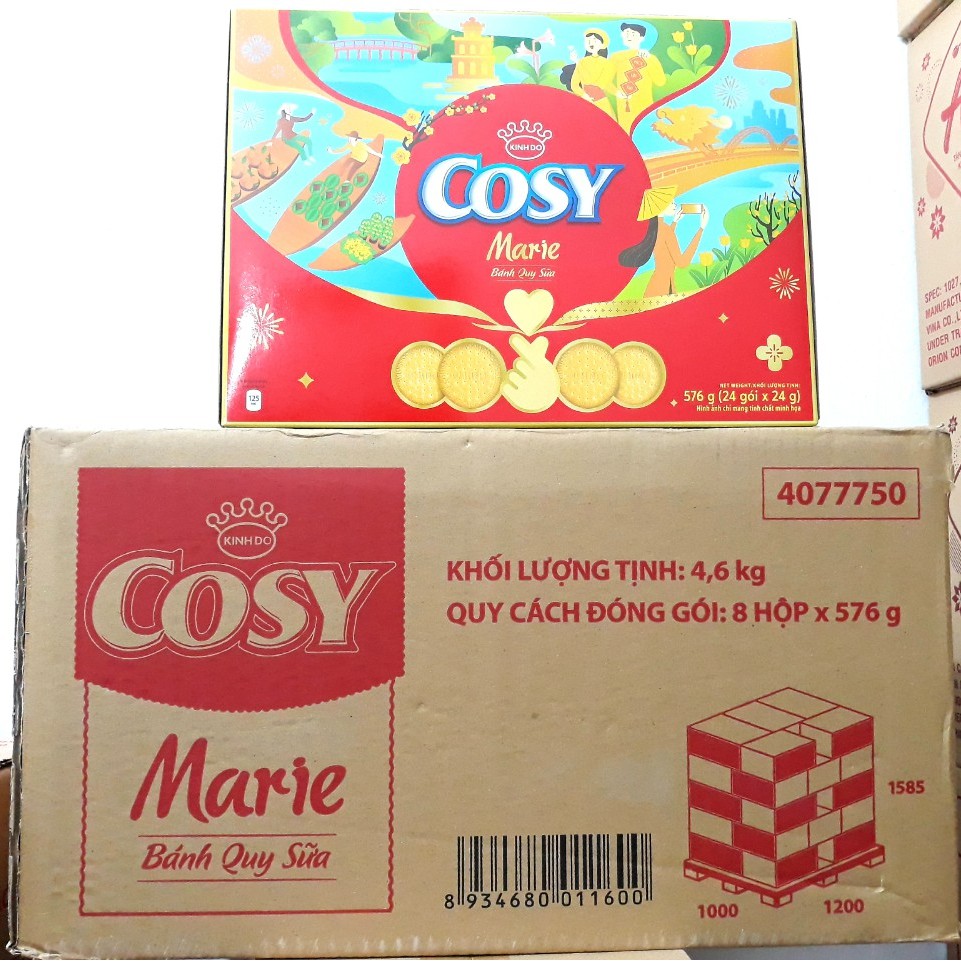 KINH DO
COSY
Marie
Bánh Quy Sữa
125
NET WEIGHT/KHỐI LƯỢNG TỊNH:
576 g (24 gói x 24 g)
Hình ảnh chỉ mang tính chất minh họa
KINH DO
COSY
Marie
Bánh Quy Sữa
4077750
KHỐI LƯỢNG TỊNH: 4,6 kg
QUY CÁCH ĐÓNG GÓI: 8 HỘP x 576 g
1585
1000
1200
8 934680 011600
SPEC: 1027.
MANUFACTU
VINA CO.,L
UNDER TR
ORION CO